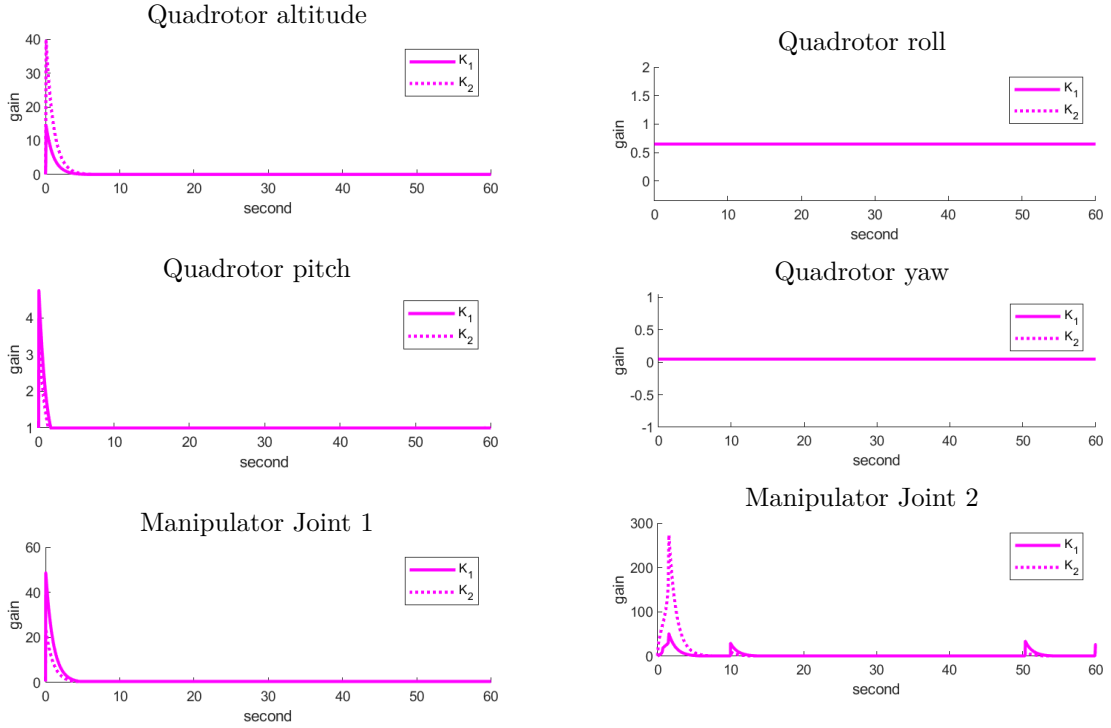 Quadrotor altitude
40
30
20
10
0
gain
0 10 20 30 40 50 60
second
K1
K2
Quadrotor roll
2
1.5
1
0.5
0
gain
0 10 20 30 40 50 60
second
K1
K2
Quadrotor pitch
4
3
2
1
gain
0 10 20 30 40 50 60
second
K1
K2
Quadrotor yaw
1
0.5
0
-0.5
-1
gain
0 10 20 30 40 50 60
second
K1
K2
Manipulator Joint 1
60
40
20
0
gain
0 10 20 30 40 50 60
second
K1
K2
Manipulator Joint 2
300
200
100
0
gain
0 10 20 30 40 50 60
second
K1
K2